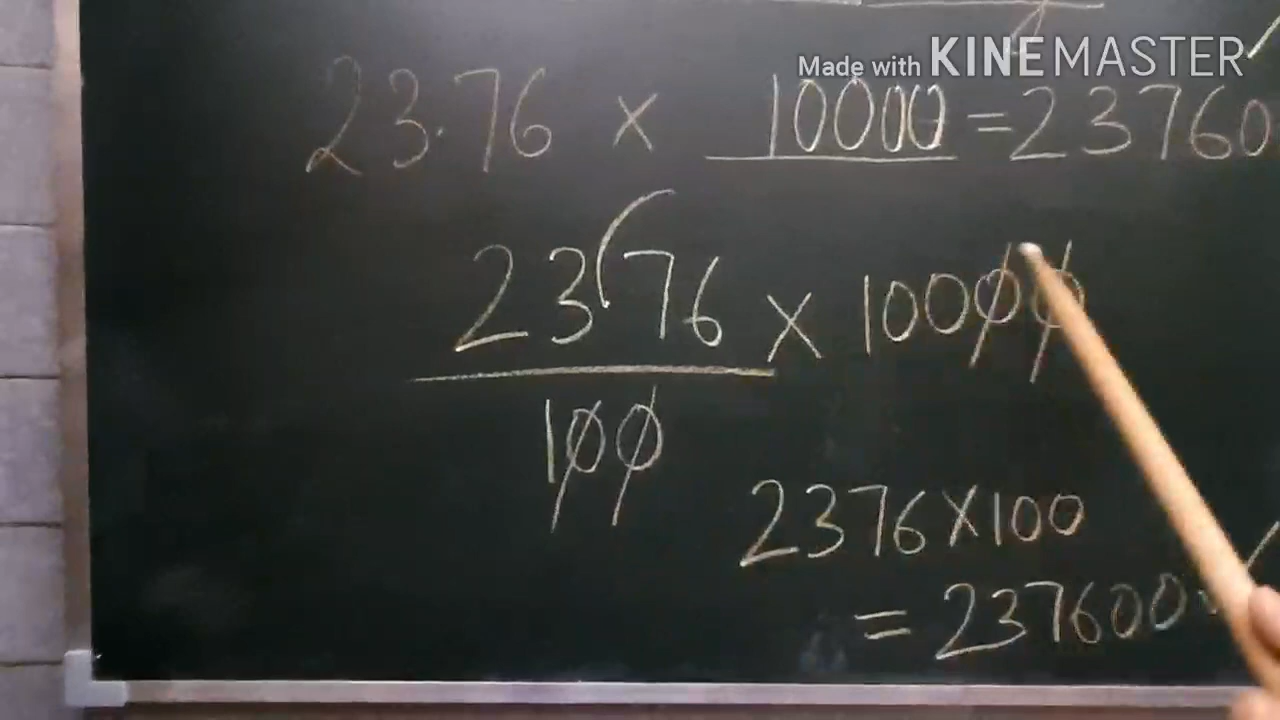 Made with KINEMASTER
23.76 x 10000 = 23760
2376 x 10000
100
2376 x 100
= 237600